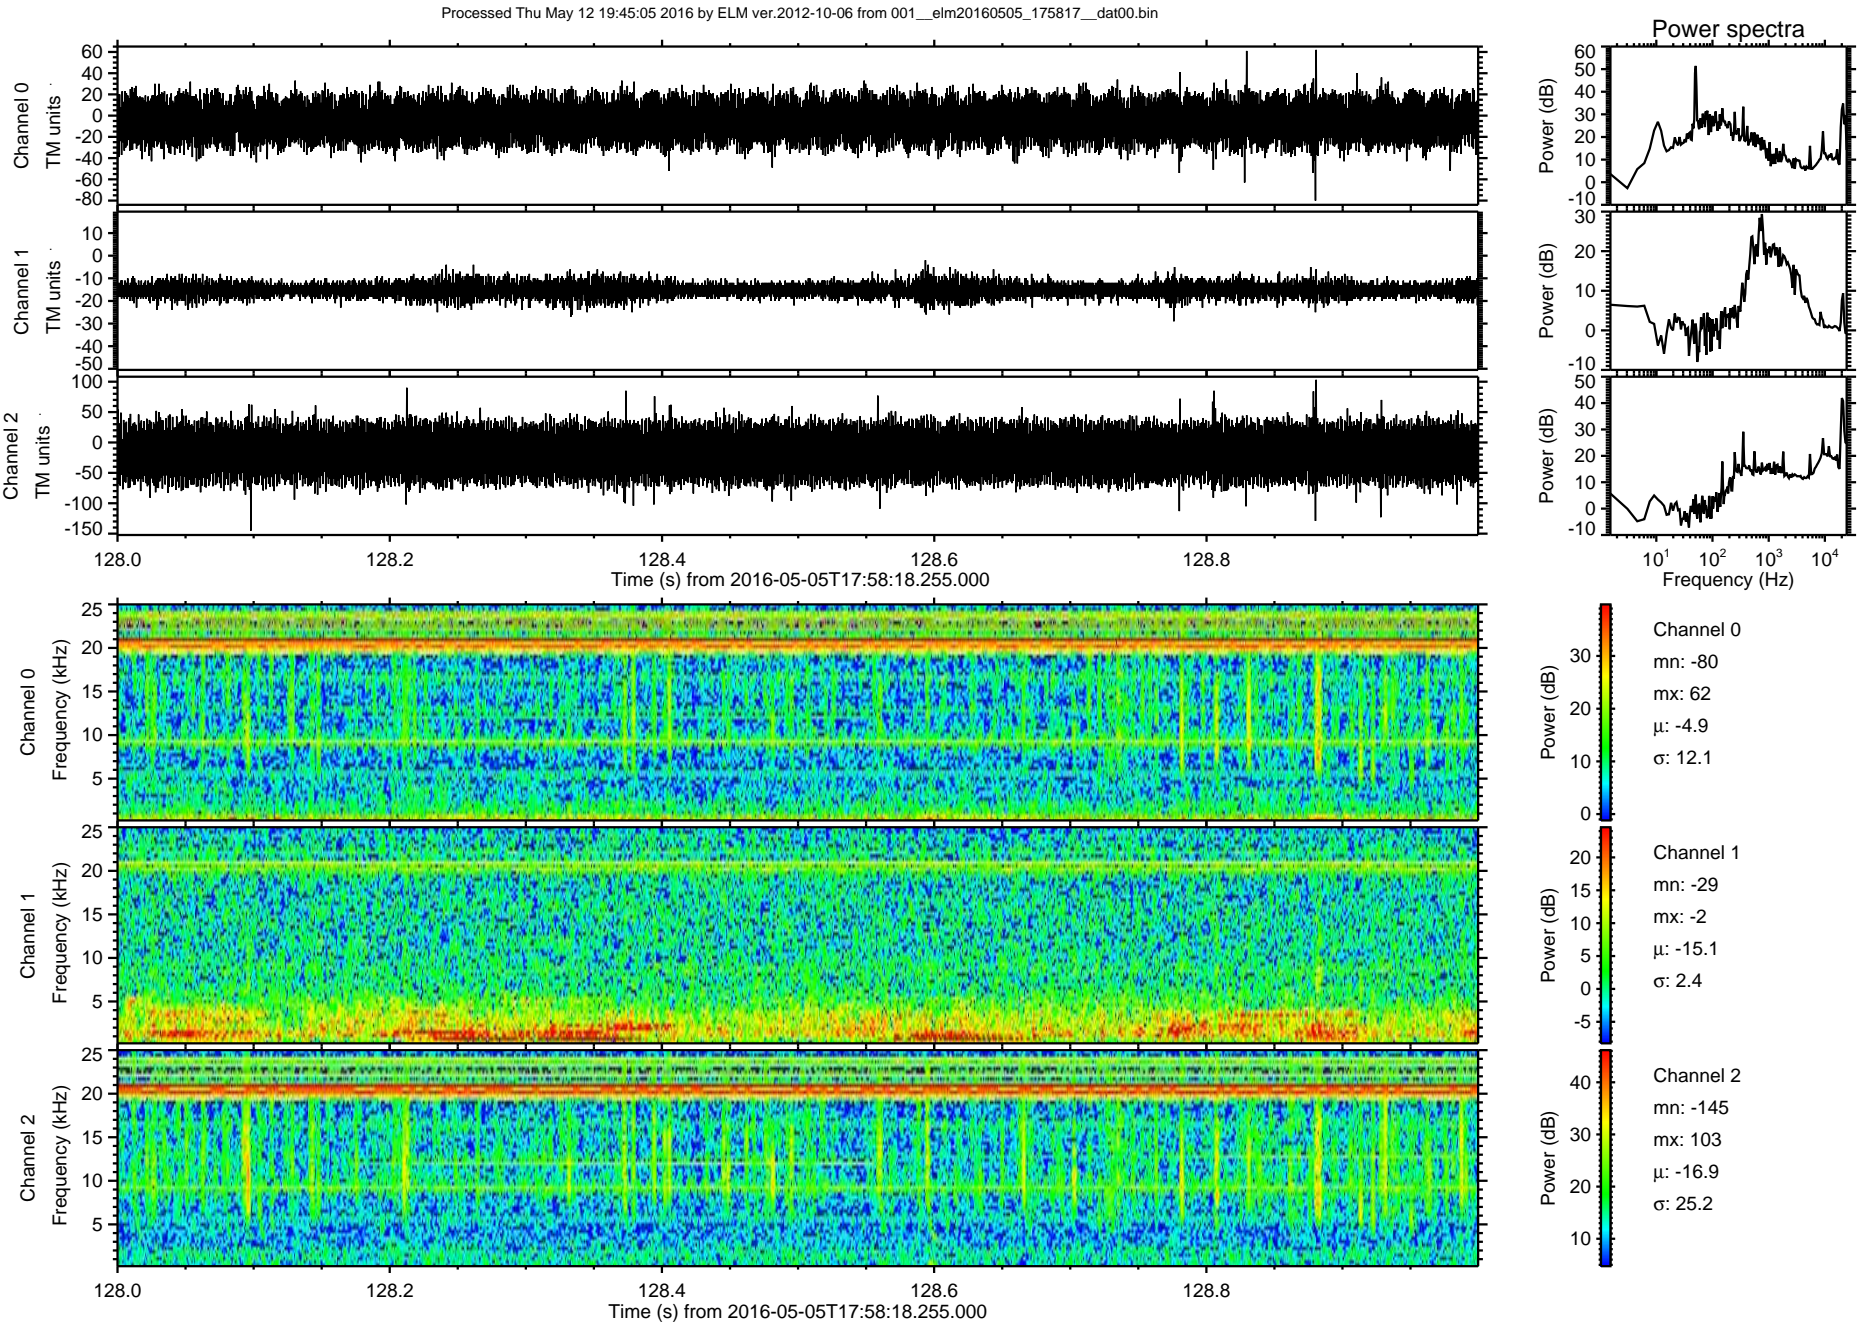 Processed Thu May 12 19:45:05 2016 by ELM ver.2012-10-06 from 001__elm20160505_175817__dat00.bin
Power spectra
Channel 0
TM units
60
40
20
0
-20
-40
-60
-80
Power (dB)
60
50
40
30
20
10
0
-10
Channel 1
TM units
10
0
-10
-20
-30
-40
-50
Power (dB)
30
20
10
0
-10
Channel 2
TM units
100
50
0
-50
-100
-150
Power (dB)
50
40
30
20
10
0
-10
128.0 128.2 128.4 128.6 128.8
Time (s) from 2016-05-05T17:58:18.255.000
10^1 10^2 10^3 10^4
Frequency (Hz)
Channel 0
Frequency (kHz)
25
20
15
10
5
Power (dB)
30
20
10
0
Channel 0
mn: -80
mx: 62
μ: -4.9
σ: 12.1
Channel 1
Frequency (kHz)
25
20
15
10
5
Power (dB)
20
15
10
5
0
-5
Channel 1
mn: -29
mx: -2
μ: -15.1
σ: 2.4
Channel 2
Frequency (kHz)
25
20
15
10
5
Power (dB)
40
30
20
10
Channel 2
mn: -145
mx: 103
μ: -16.9
σ: 25.2
128.0 128.2 128.4 128.6 128.8
Time (s) from 2016-05-05T17:58:18.255.000